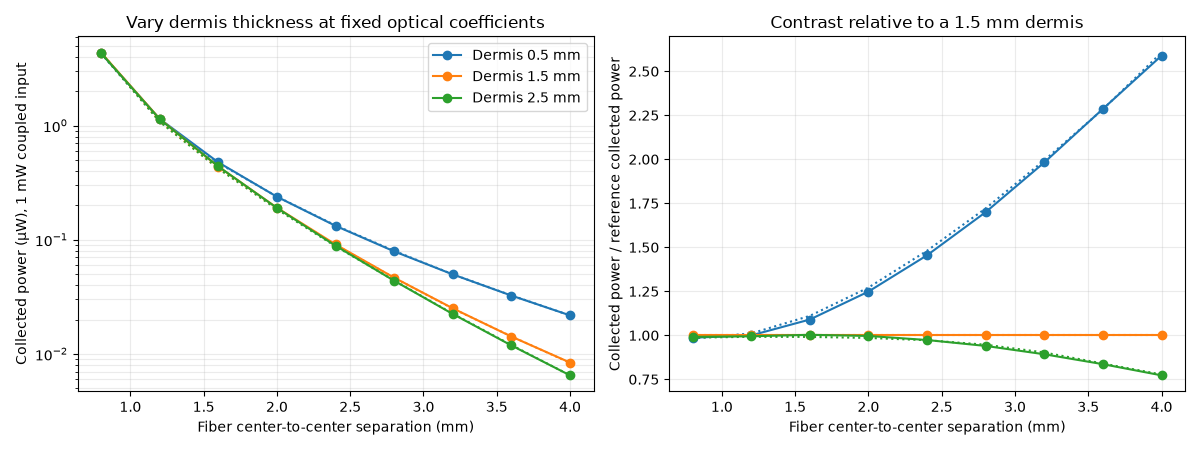 Vary dermis thickness at fixed optical coefficients
Collected power (µW), 1 mW coupled input
10⁰
10⁻¹
10⁻²
Dermis 0.5 mm
Dermis 1.5 mm
Dermis 2.5 mm
1.0 1.5 2.0 2.5 3.0 3.5 4.0
Fiber center-to-center separation (mm)
Contrast relative to a 1.5 mm dermis
Collected power / reference collected power
2.50
2.25
2.00
1.75
1.50
1.25
1.00
0.75
1.0 1.5 2.0 2.5 3.0 3.5 4.0
Fiber center-to-center separation (mm)